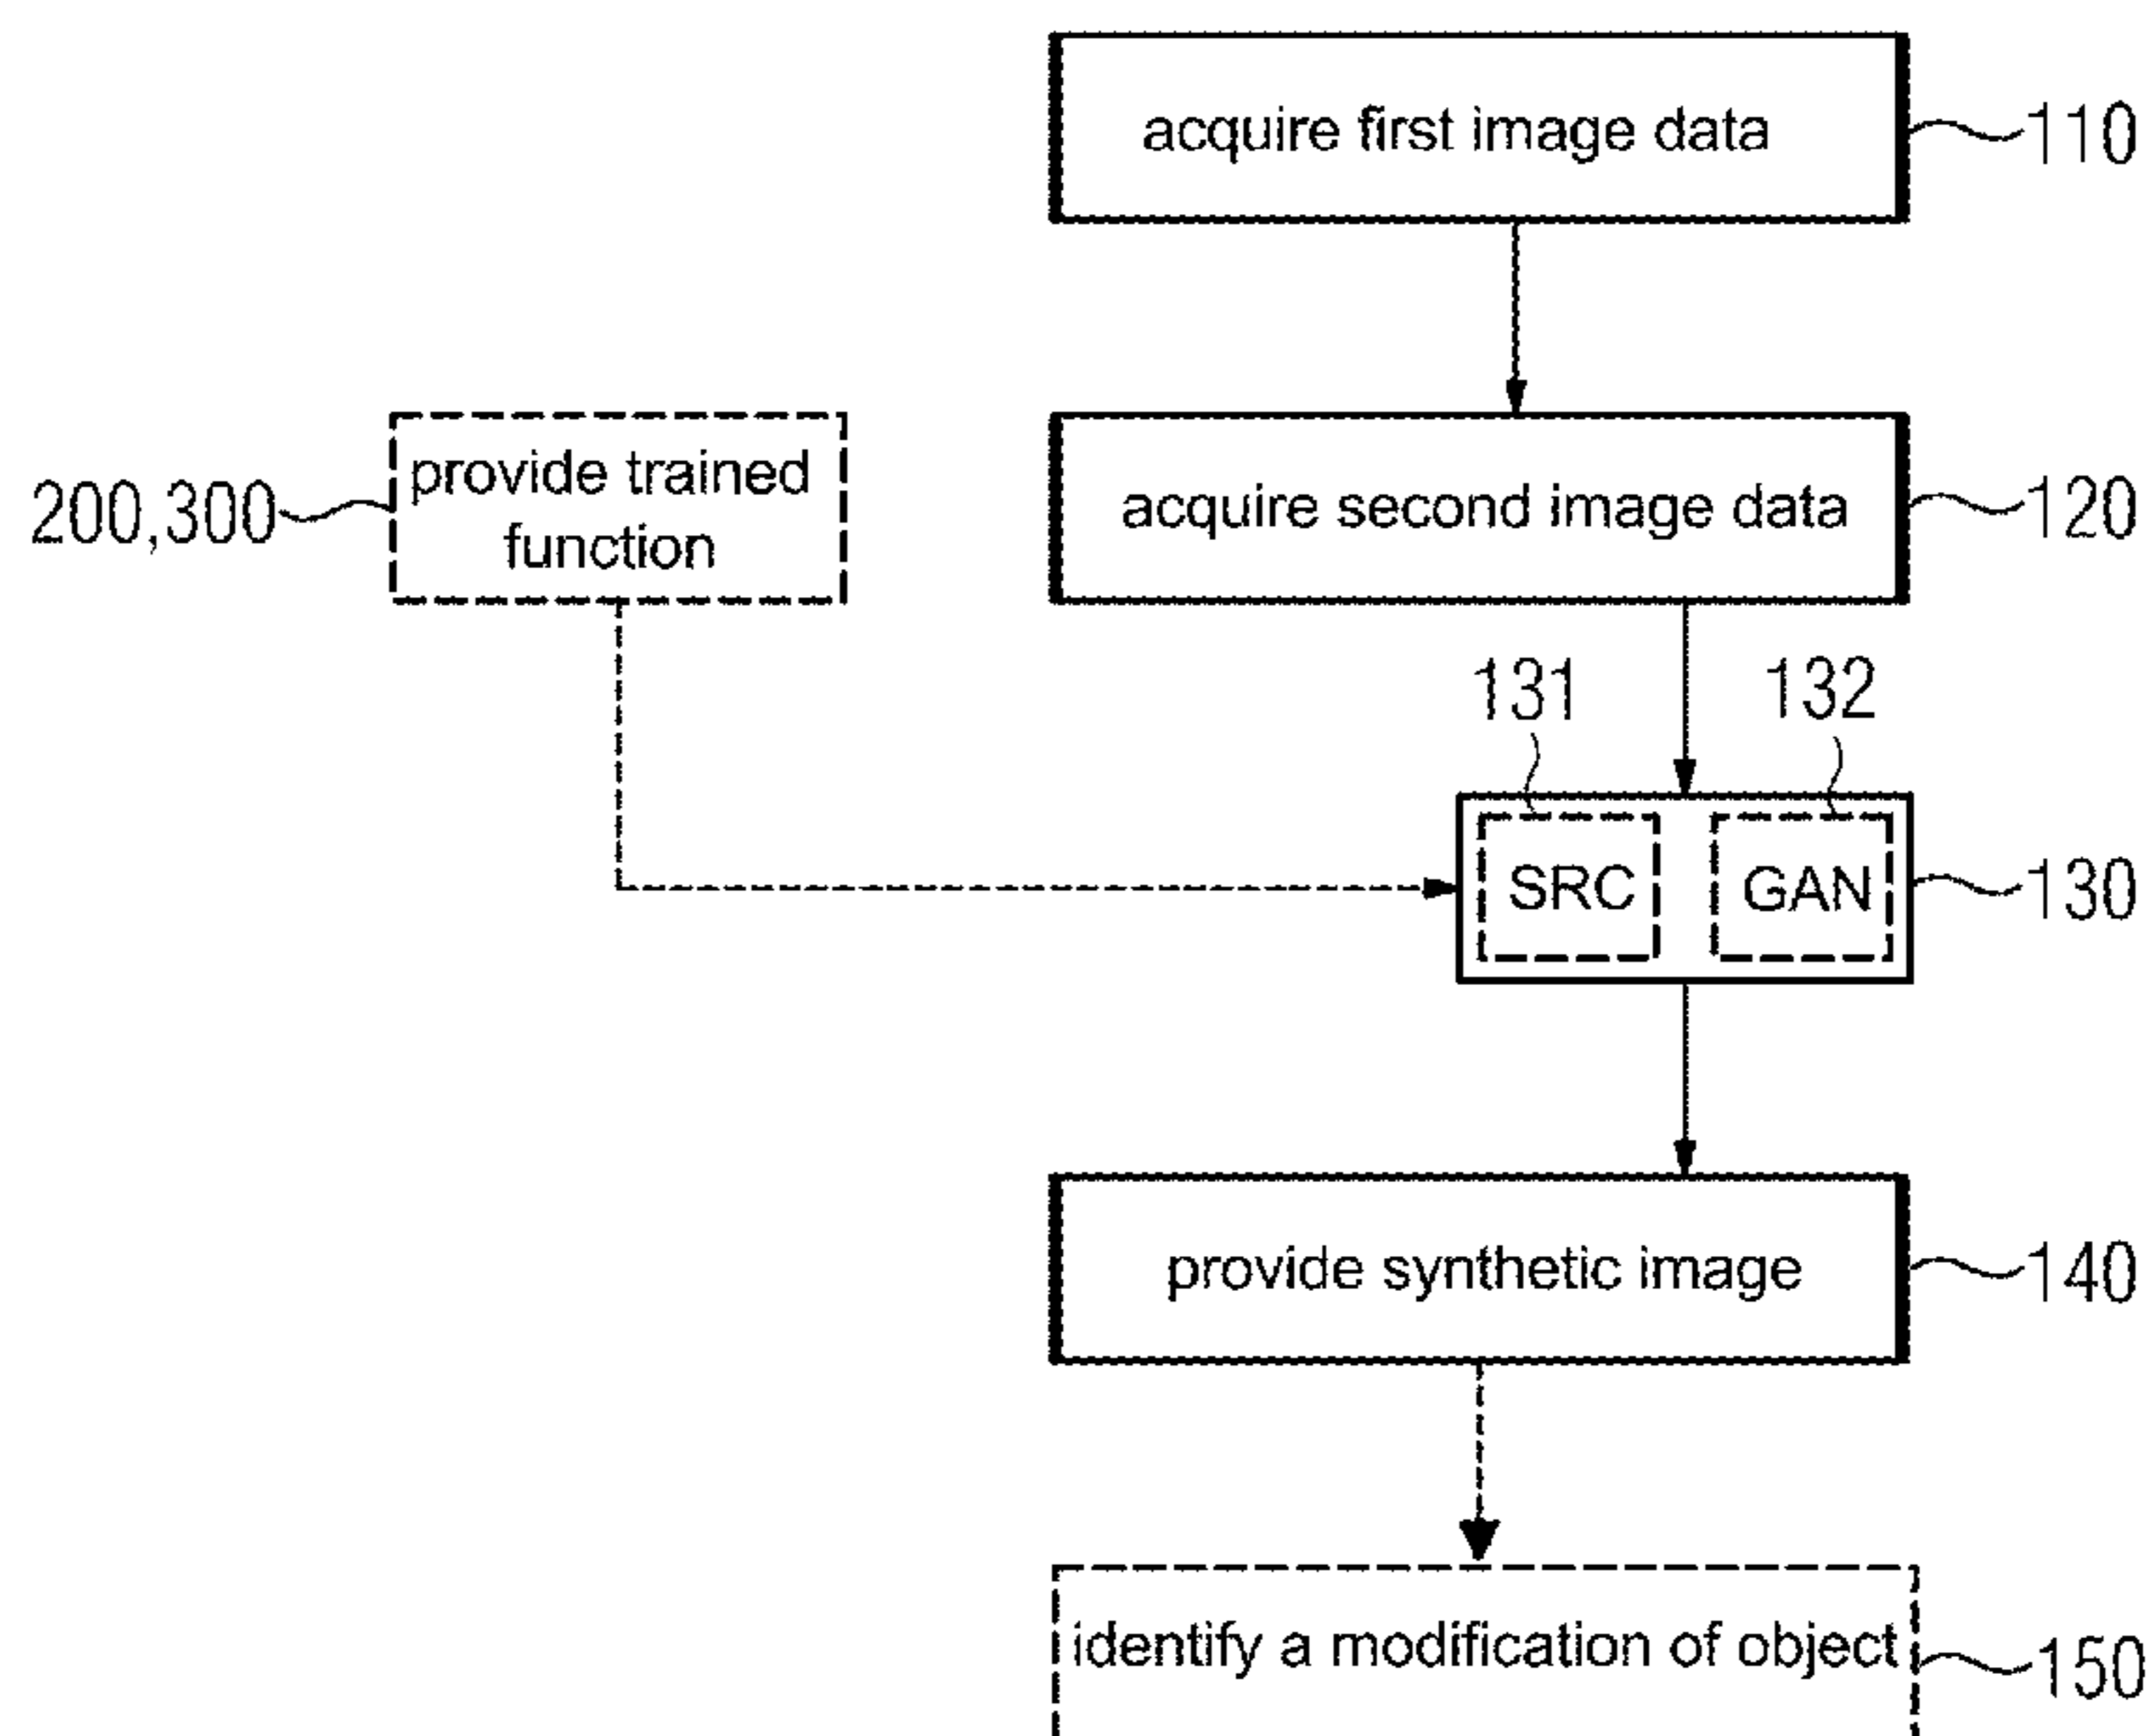 acquire first image data
110
provide trained
function
200,300
acquire second image data
120
131
132
SRC
GAN
130
provide synthetic image
140
identify a modification of object
150